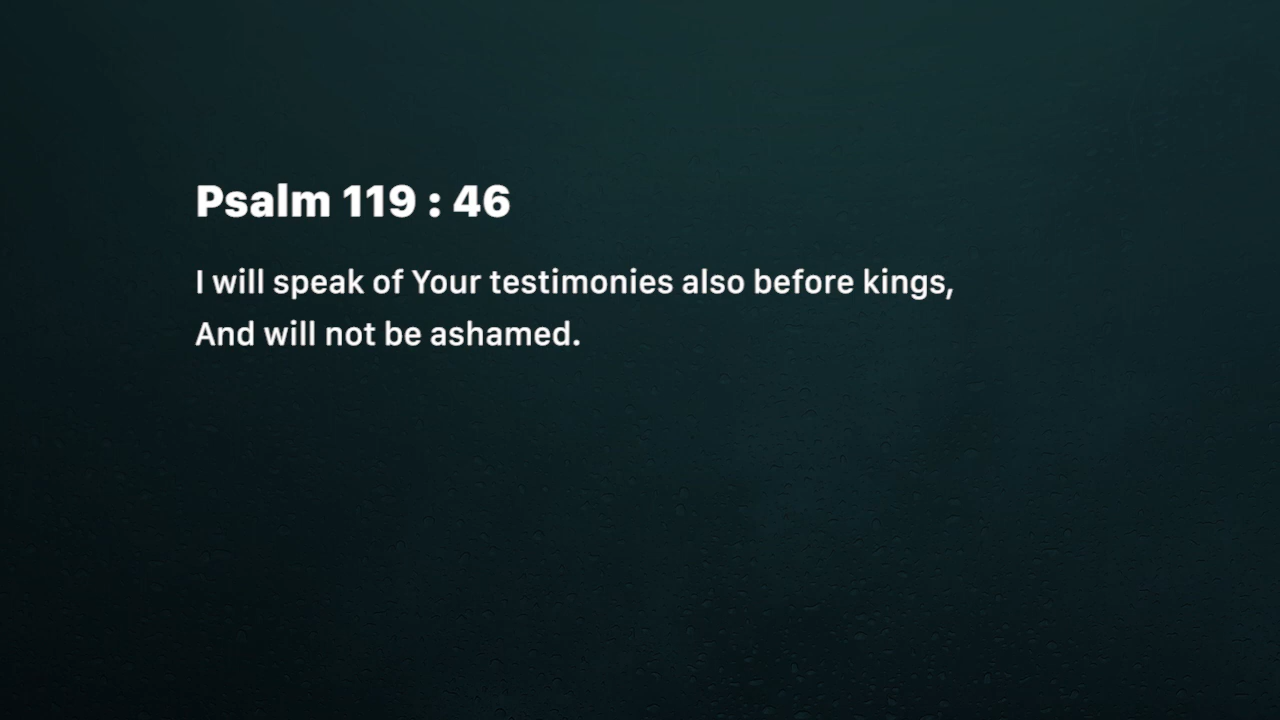 Psalm 119 : 46
I will speak of Your testimonies also before kings,
And will not be ashamed.